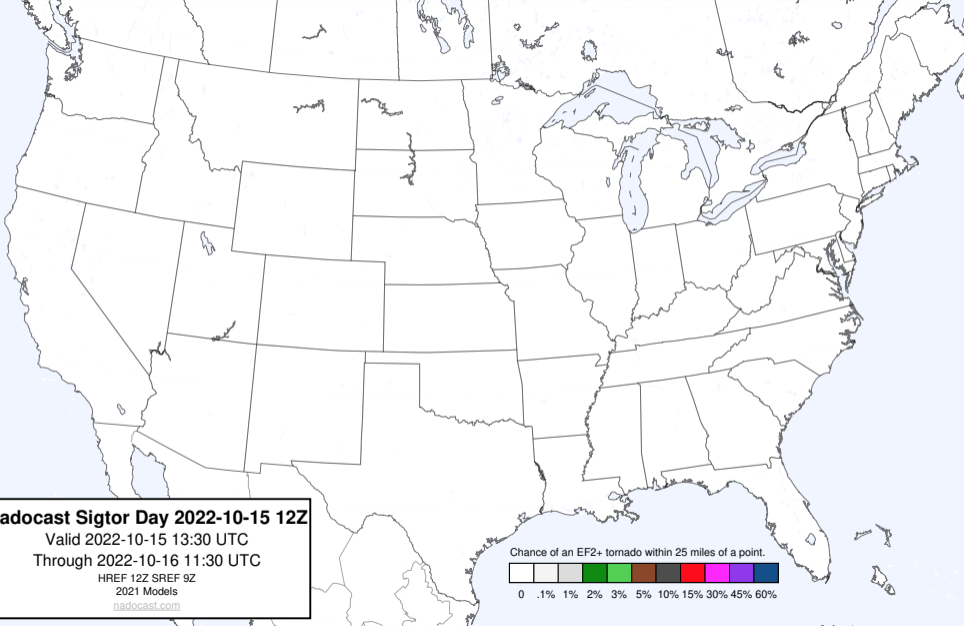 adocast Sigtor Day 2022-10-15 12Z
Valid 2022-10-15 13:30 UTC
Through 2022-10-16 11:30 UTC
HREF 12Z SREF 9Z
2021 Models
nadocast.com
Chance of an EF2+ tornado within 25 miles of a point.
0 .1% 1% 2% 3% 5% 10% 15% 30% 45% 60%